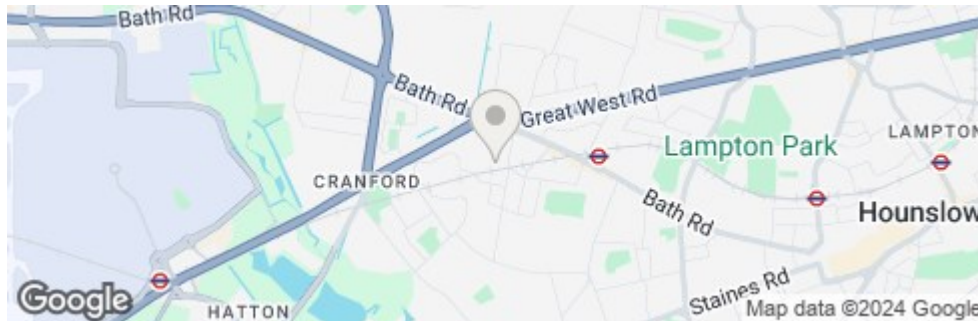 Bath Rd
Bath Rd
Great West Rd
Lampton Park
LAMPTON
CRANFORD
Bath Rd
Hounslow
Staines Rd
Google
HATTON
Map data ©2024 Google